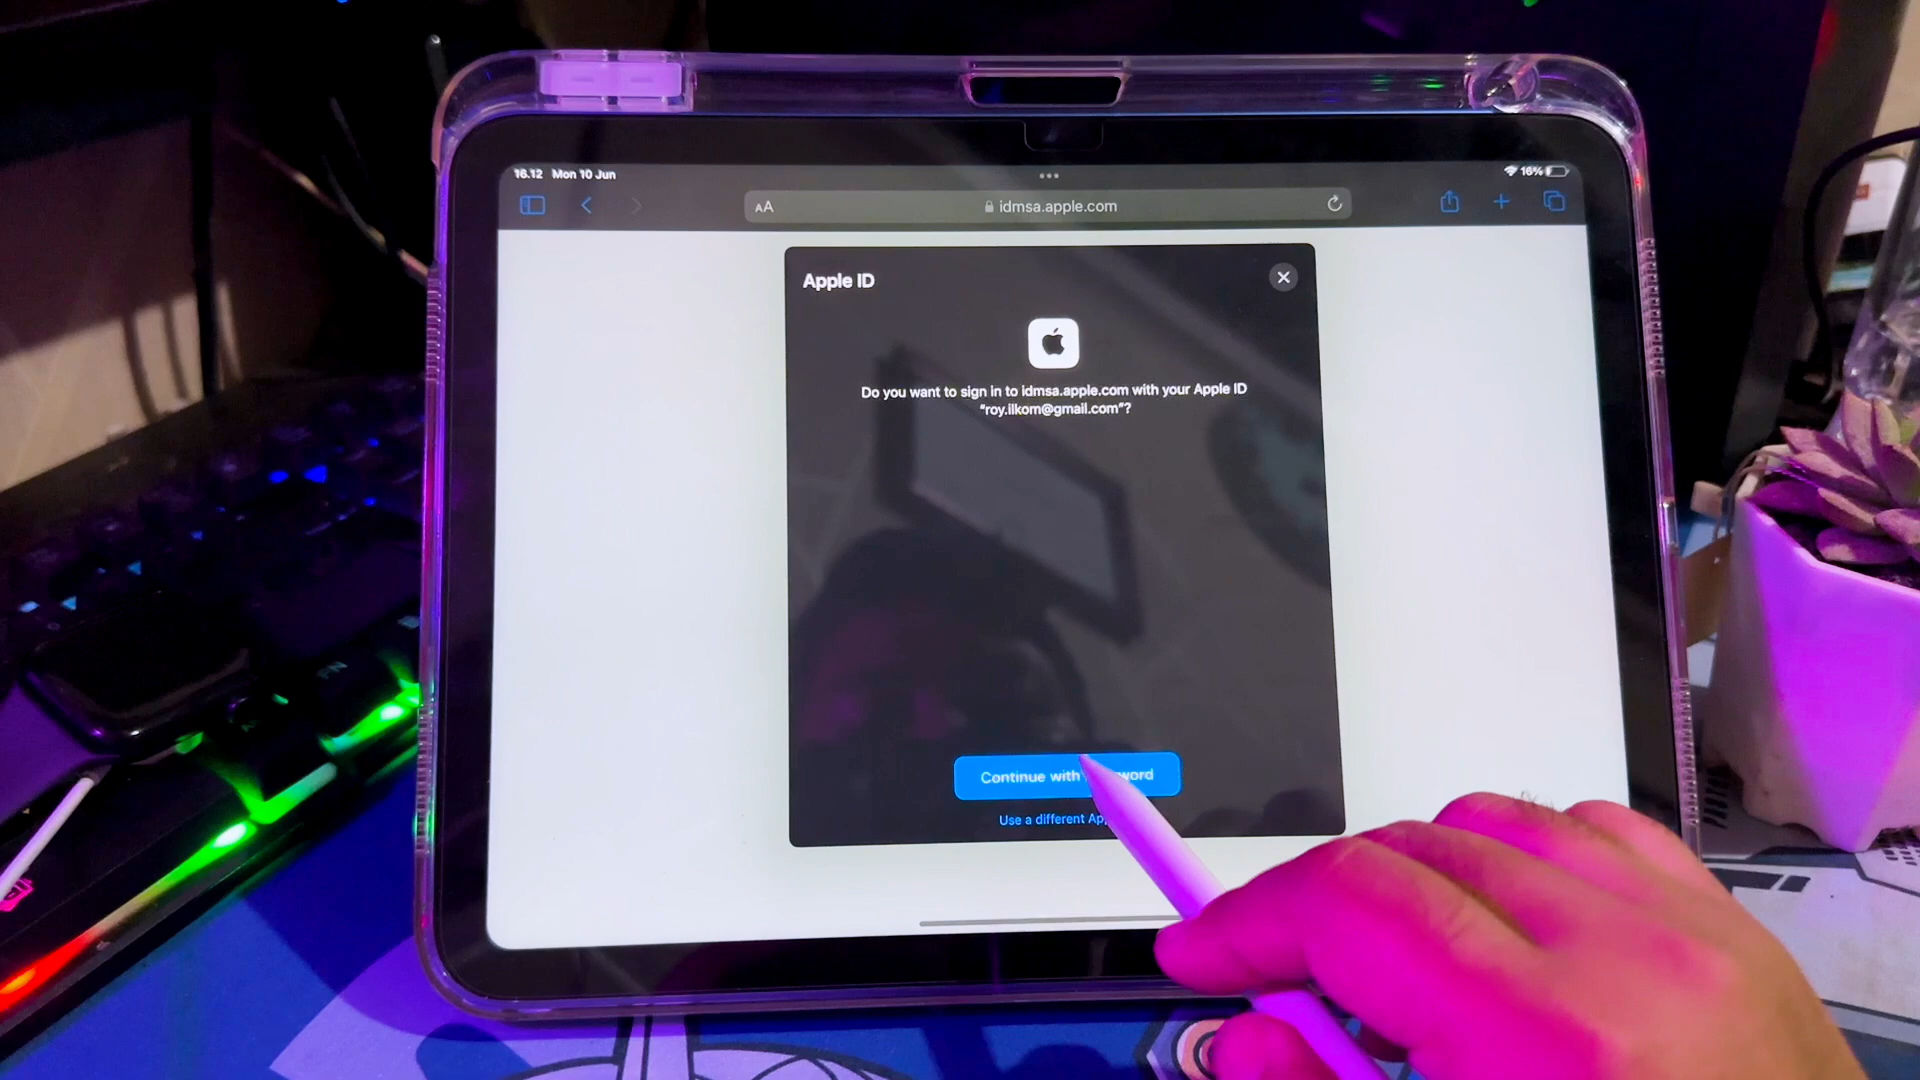 16.12 Mon 10 Jun
16%
AA
idmsa.apple.com
Apple ID
Do you want to sign in to idmsa.apple.com with your Apple ID
“roy.ilkom@gmail.com”?
Continue with
Use a different
FN